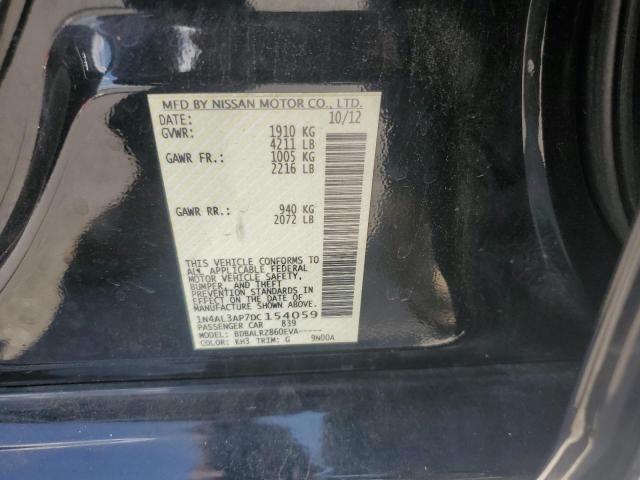 MFD BY NISSAN MOTOR CO., LTD.
DATE: 10/12
GVWR: 1910 KG
4211 LB
GAWR FR.: 1005 KG
2216 LB
GAWR RR.: 940 KG
2072 LB
THIS VEHICLE CONFORMS TO
ALL APPLICABLE FEDERAL
MOTOR VEHICLE SAFETY,
BUMPER, AND THEFT
PREVENTION STANDARDS IN
EFFECT ON THE DATE OF
MANUFACTURE SHOWN ABOVE.
1N4AL3AP7DC154059
PASSENGER CAR 839
MODEL: BDBALRZ860EVA-----
COLOR: KH3 TRIM: G 9N00A